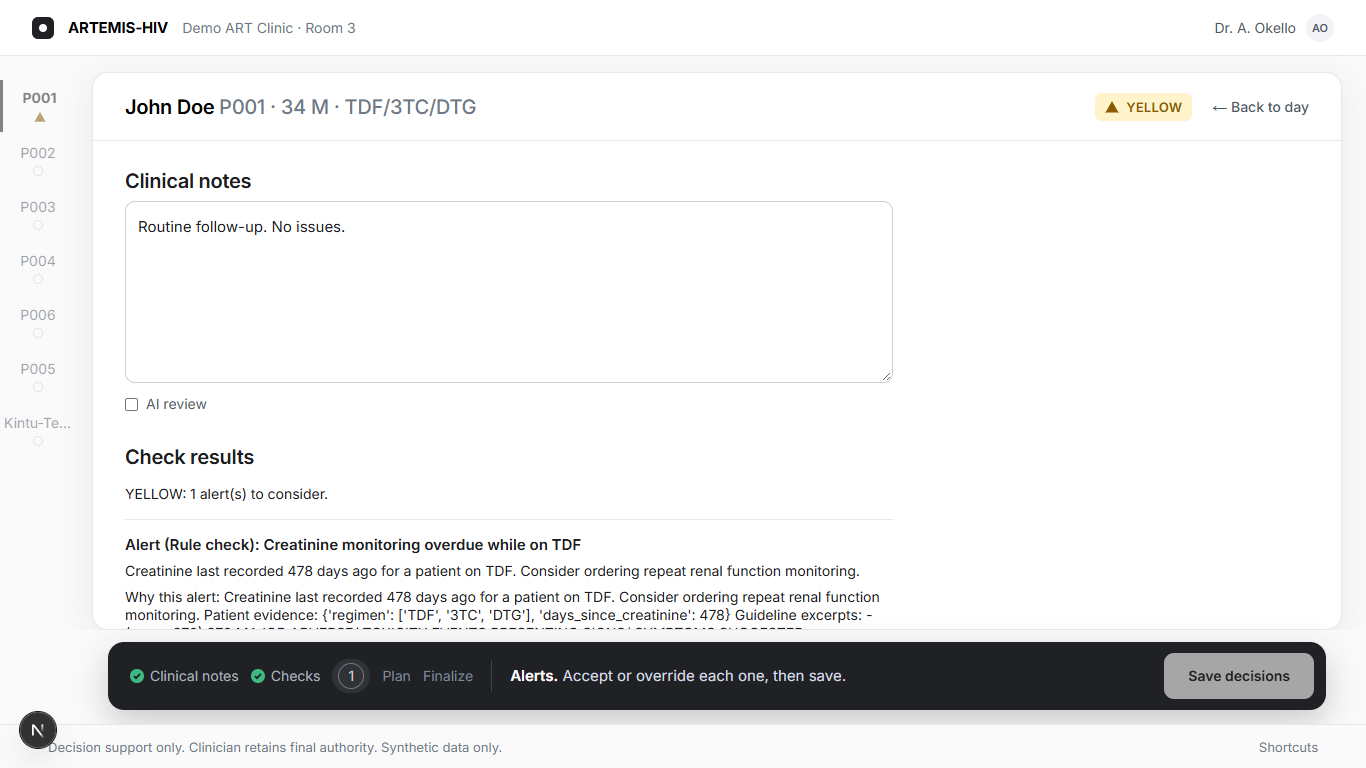 ARTEMIS-HIV Demo ART Clinic · Room 3
Dr. A. Okello AO
P001
P002
P003
P004
P006
P005
Kintu-Te...
John Doe P001 · 34 M · TDF/3TC/DTG
YELLOW
← Back to day
Clinical notes
Routine follow-up. No issues.
AI review
Check results
YELLOW: 1 alert(s) to consider.
Alert (Rule check): Creatinine monitoring overdue while on TDF
Creatinine last recorded 478 days ago for a patient on TDF. Consider ordering repeat renal function monitoring.
Why this alert: Creatinine last recorded 478 days ago for a patient on TDF. Consider ordering repeat renal function
monitoring. Patient evidence: {'regimen': ['TDF', '3TC', 'DTG'], 'days_since_creatinine': 478} Guideline excerpts: -
Clinical notes Checks 1 Plan Finalize Alerts. Accept or override each one, then save. Save decisions
N
Decision support only. Clinician retains final authority. Synthetic data only.
Shortcuts